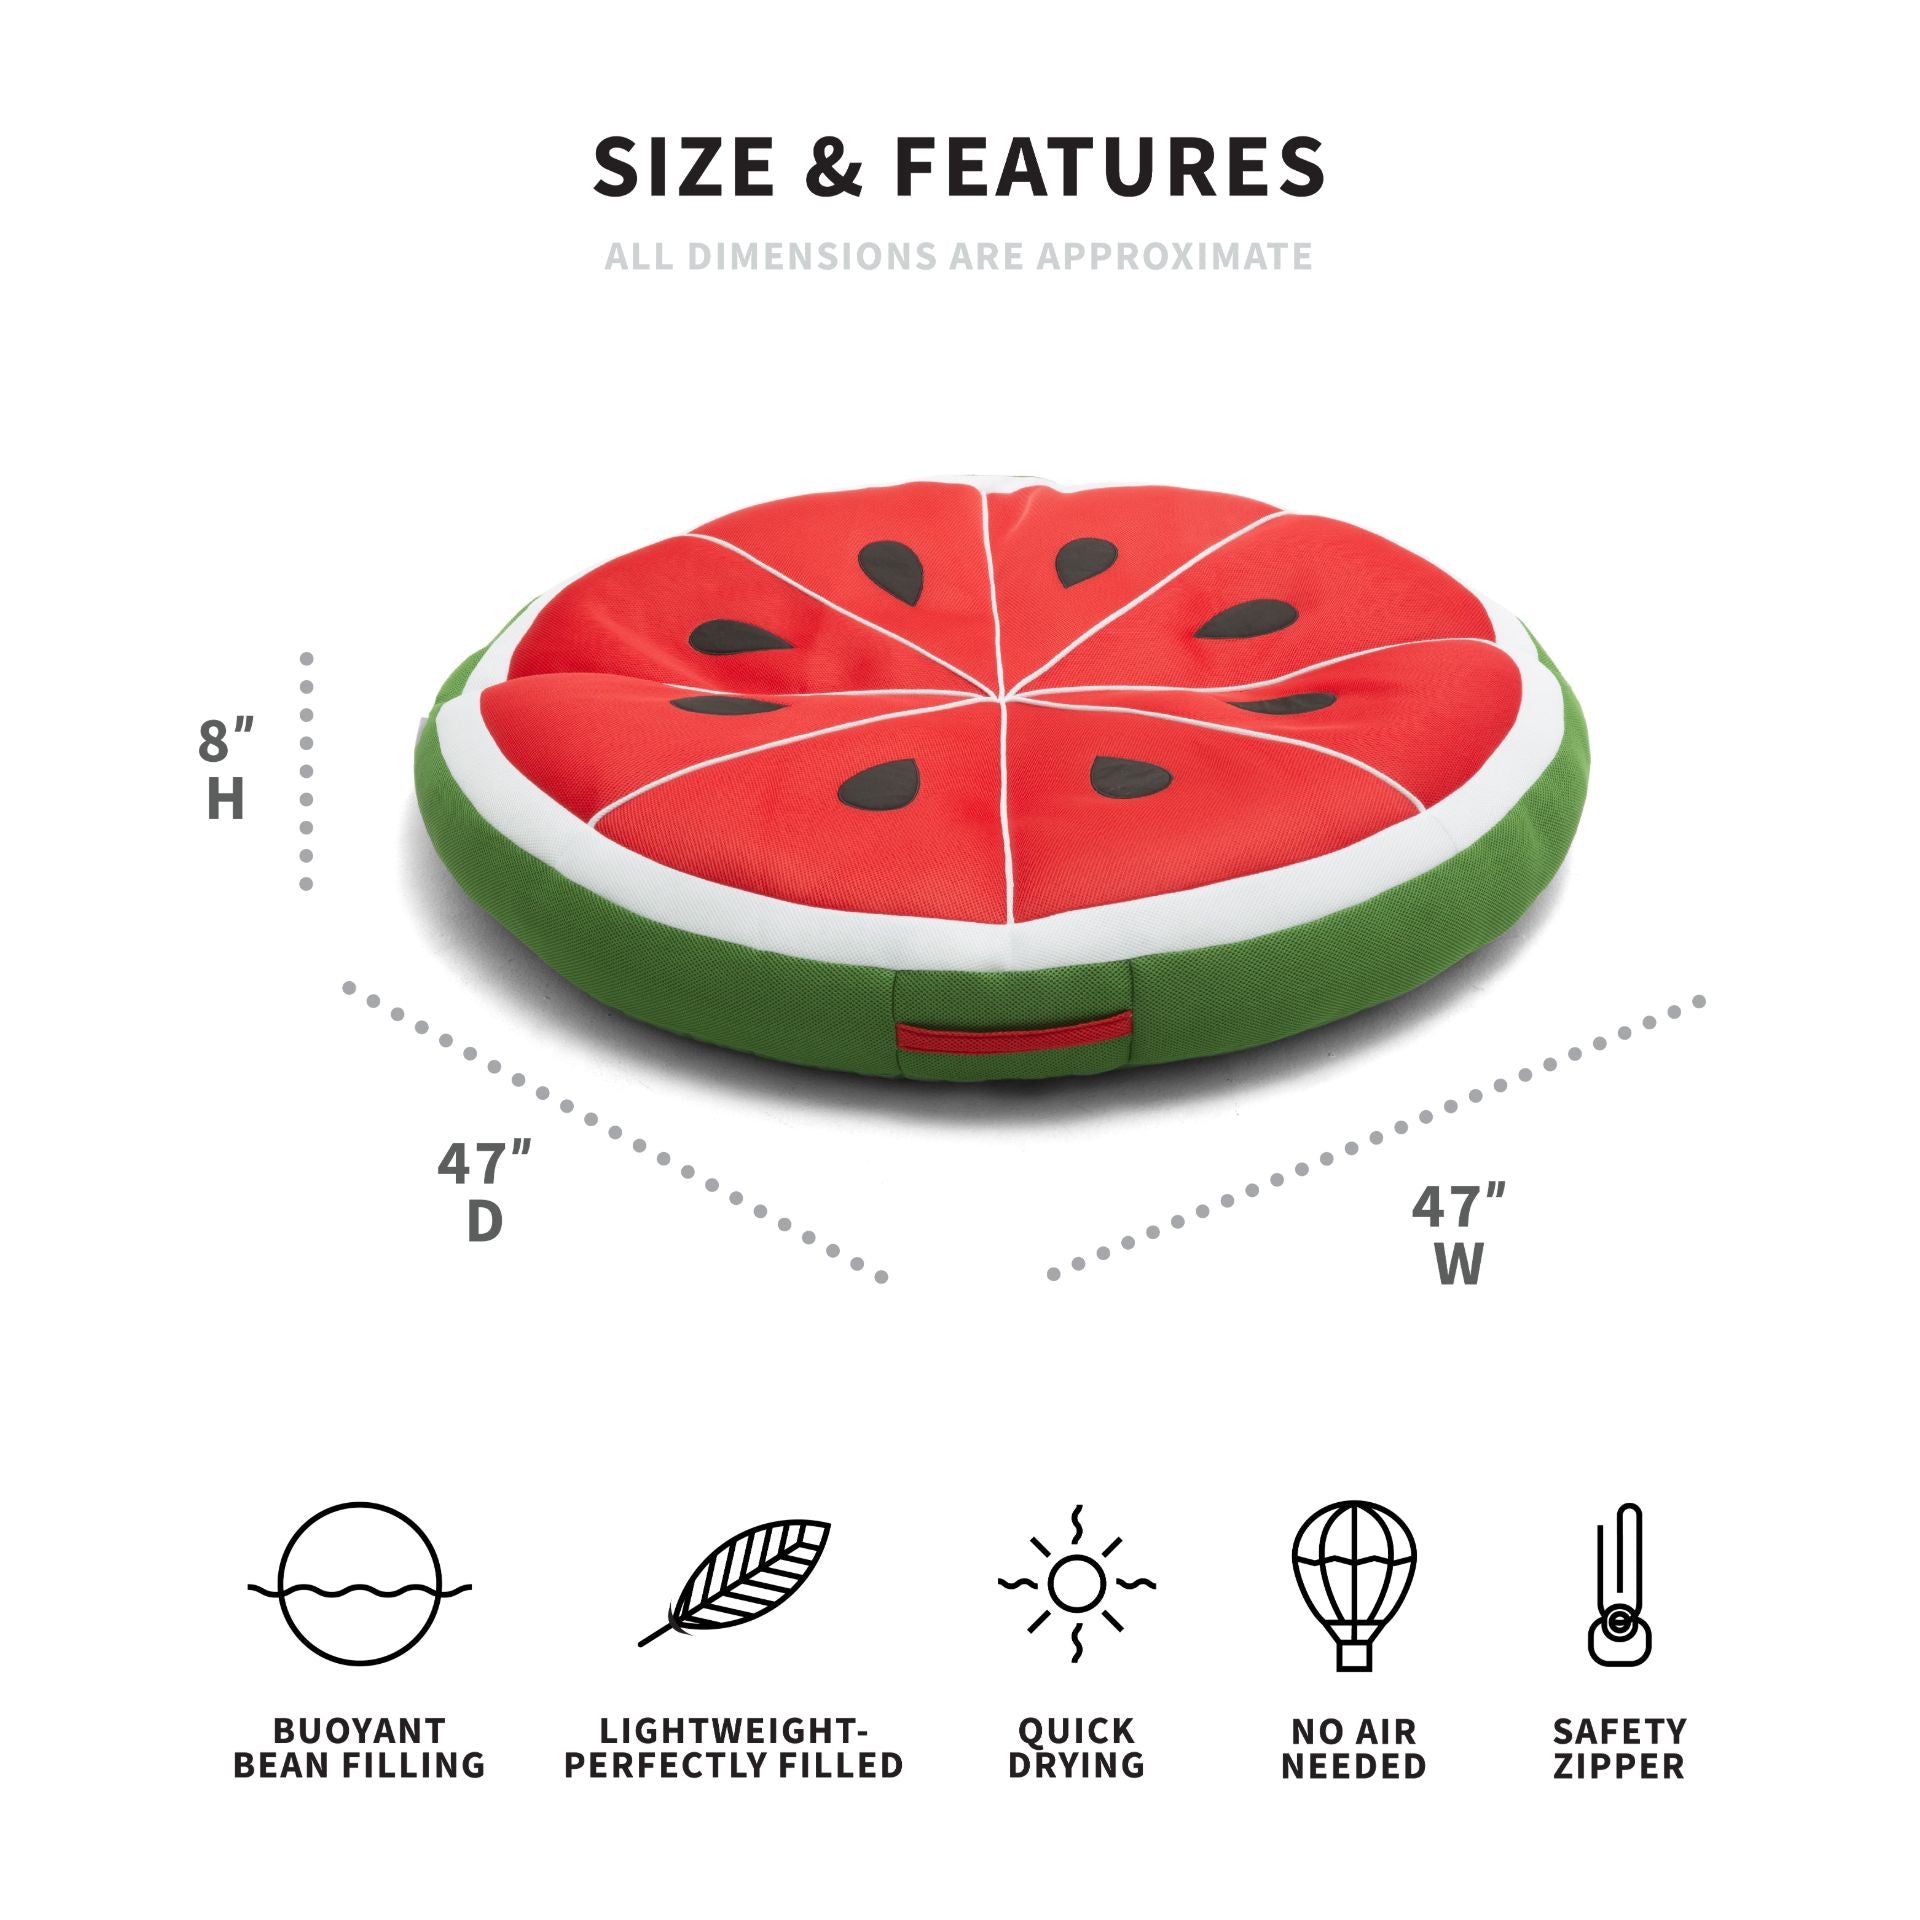 SIZE & FEATURES
ALL DIMENSIONS ARE APPROXIMATE
8"
H
47"
D
47"
W
BUOYANT
BEAN FILLING
LIGHTWEIGHT-
PERFECTLY FILLED
QUICK
DRYING
NO AIR
NEEDED
SAFETY
ZIPPER